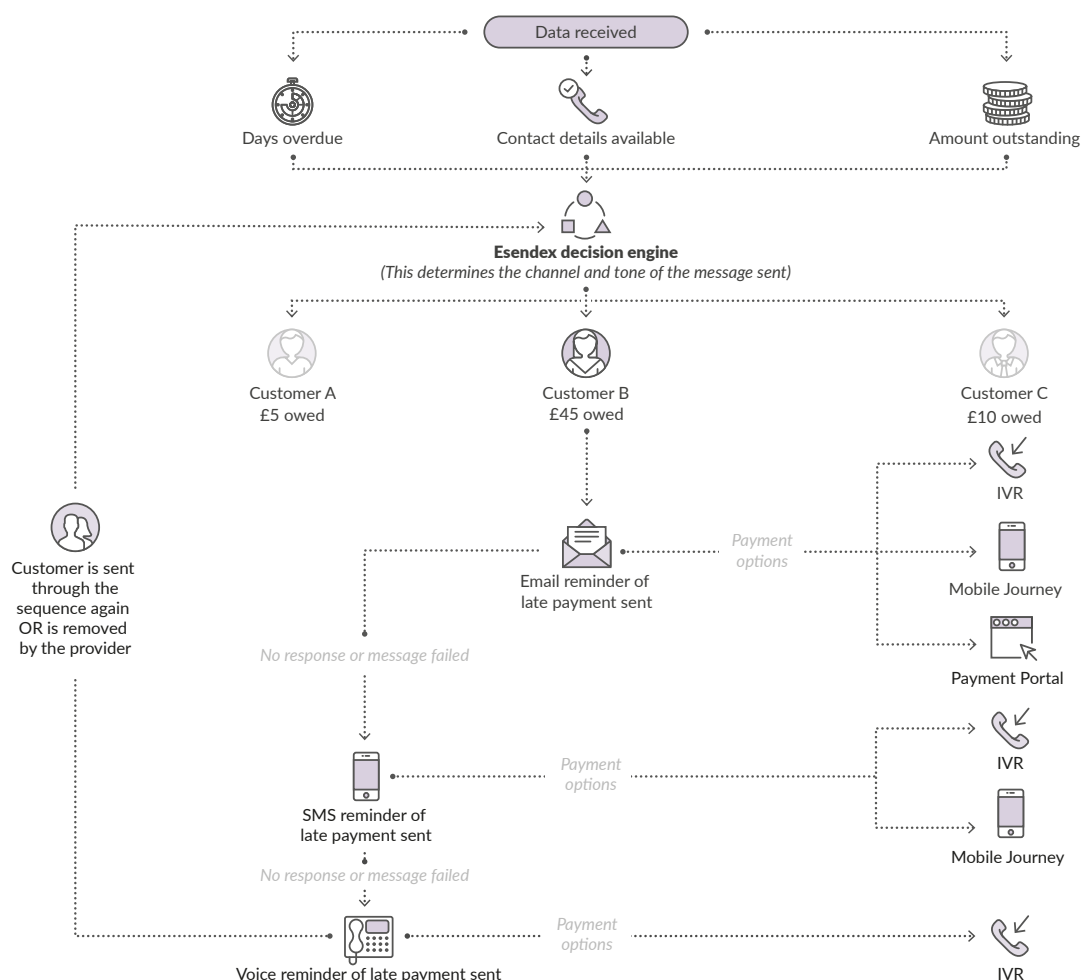 Data received
Days overdue
Contact details available
Amount outstanding
Esendex decision engine
(This determines the channel and tone of the message sent)
Customer A
£5 owed
Customer B
£45 owed
Customer C
£10 owed
IVR
Payment
options
Mobile Journey
Email reminder of
late payment sent
Customer is sent
through the
sequence again
OR is removed
by the provider
No response or message failed
Payment Portal
IVR
Payment
options
SMS reminder of
late payment sent
Mobile Journey
No response or message failed
Payment
options
Voice reminder of late payment sent
IVR